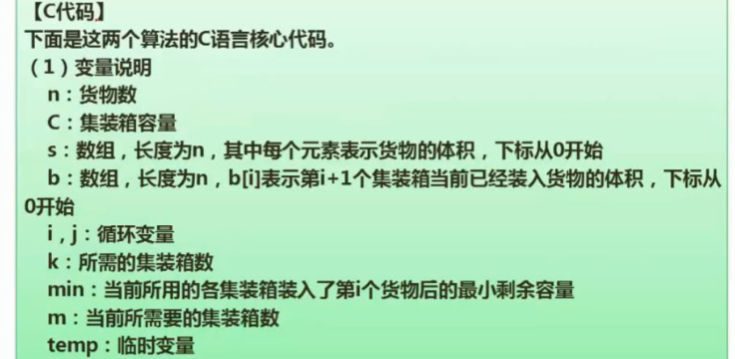 【C代码】
下面是这两个算法的C语言核心代码。
（1）变量说明
n：货物数
C：集装箱容量
s：数组，长度为n，其中每个元素表示货物的体积，下标从0开始
b：数组，长度为n，b[i]表示第i+1个集装箱当前已经装入货物的体积，下标从
0开始
i，j：循环变量
k：所需的集装箱数
min：当前所用的各集装箱装入了第i个货物后的最小剩余容量
m：当前所需要的集装箱数
temp：临时变量